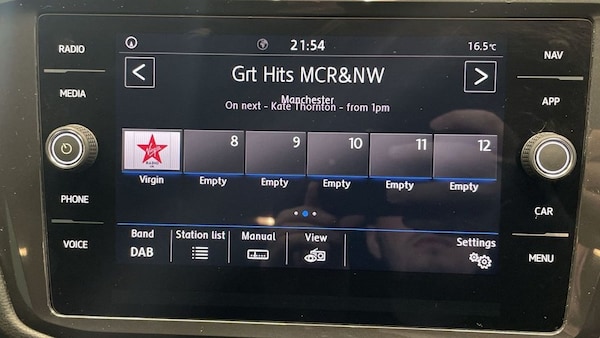 RADIO
MEDIA
PHONE
VOICE
21:54
16.5°C
Grt Hits MCR&NW
Manchester
On next - Kate Thornton - from 1pm
8
9
10
11
12
Virgin
Empty
Empty
Empty
Empty
Empty
Band
DAB
Station list
Manual
View
Settings
NAV
APP
CAR
MENU